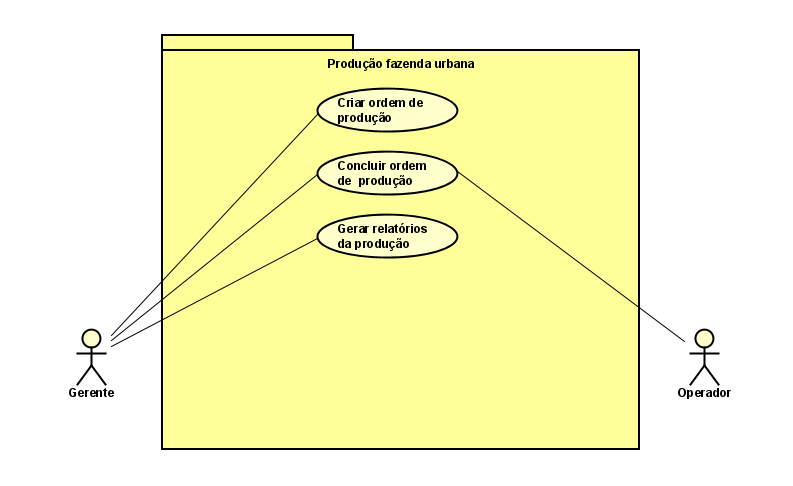 Produção fazenda urbana
Criar ordem de
produção
Concluir ordem
de produção
Gerar relatórios
da produção
Gerente
Operador